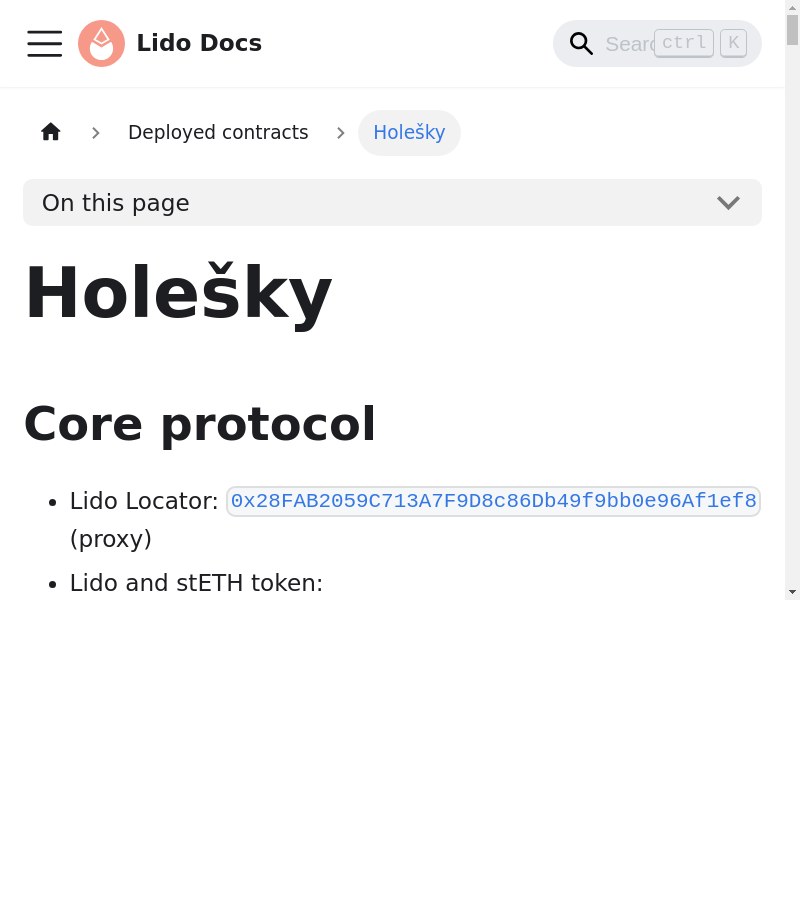 Lido Docs
ctrl K
Deployed contracts
Holešky
On this page
Holešky
Core protocol
Lido Locator: 0x28FAB2059C713A7F9D8c86Db49f9bb0e96Af1ef8
(proxy)
Lido and stETH token: